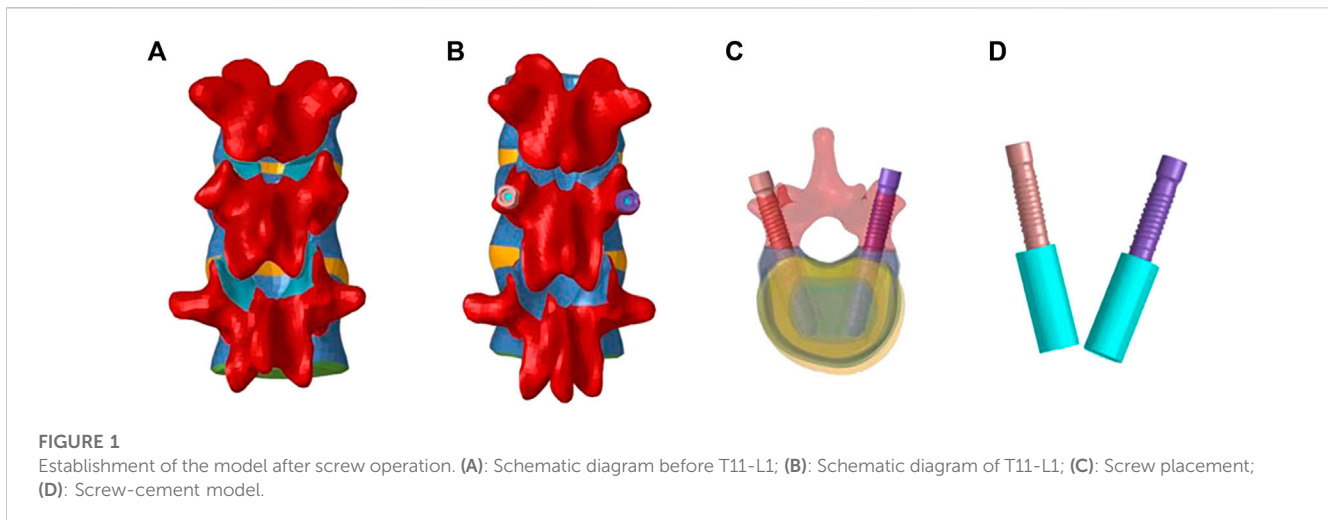 A B C D
FIGURE 1
Establishment of the model after screw operation. (A): Schematic diagram before T11-L1; (B): Schematic diagram of T11-L1; (C): Screw placement;
(D): Screw-cement model.